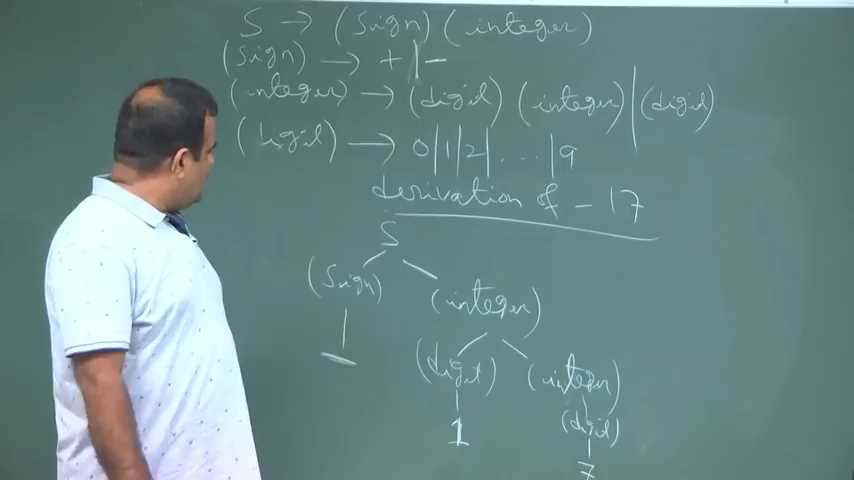 S → (Sign) (integer)
(sign) → + | -
(integer) → (digit) (integer) | (digit)
(digit) → 0 | 1 | 2 | ... | 9
derivation of - 17
S
(Sign) (integer)
-
(digit) (integer)
1 (digit)
7